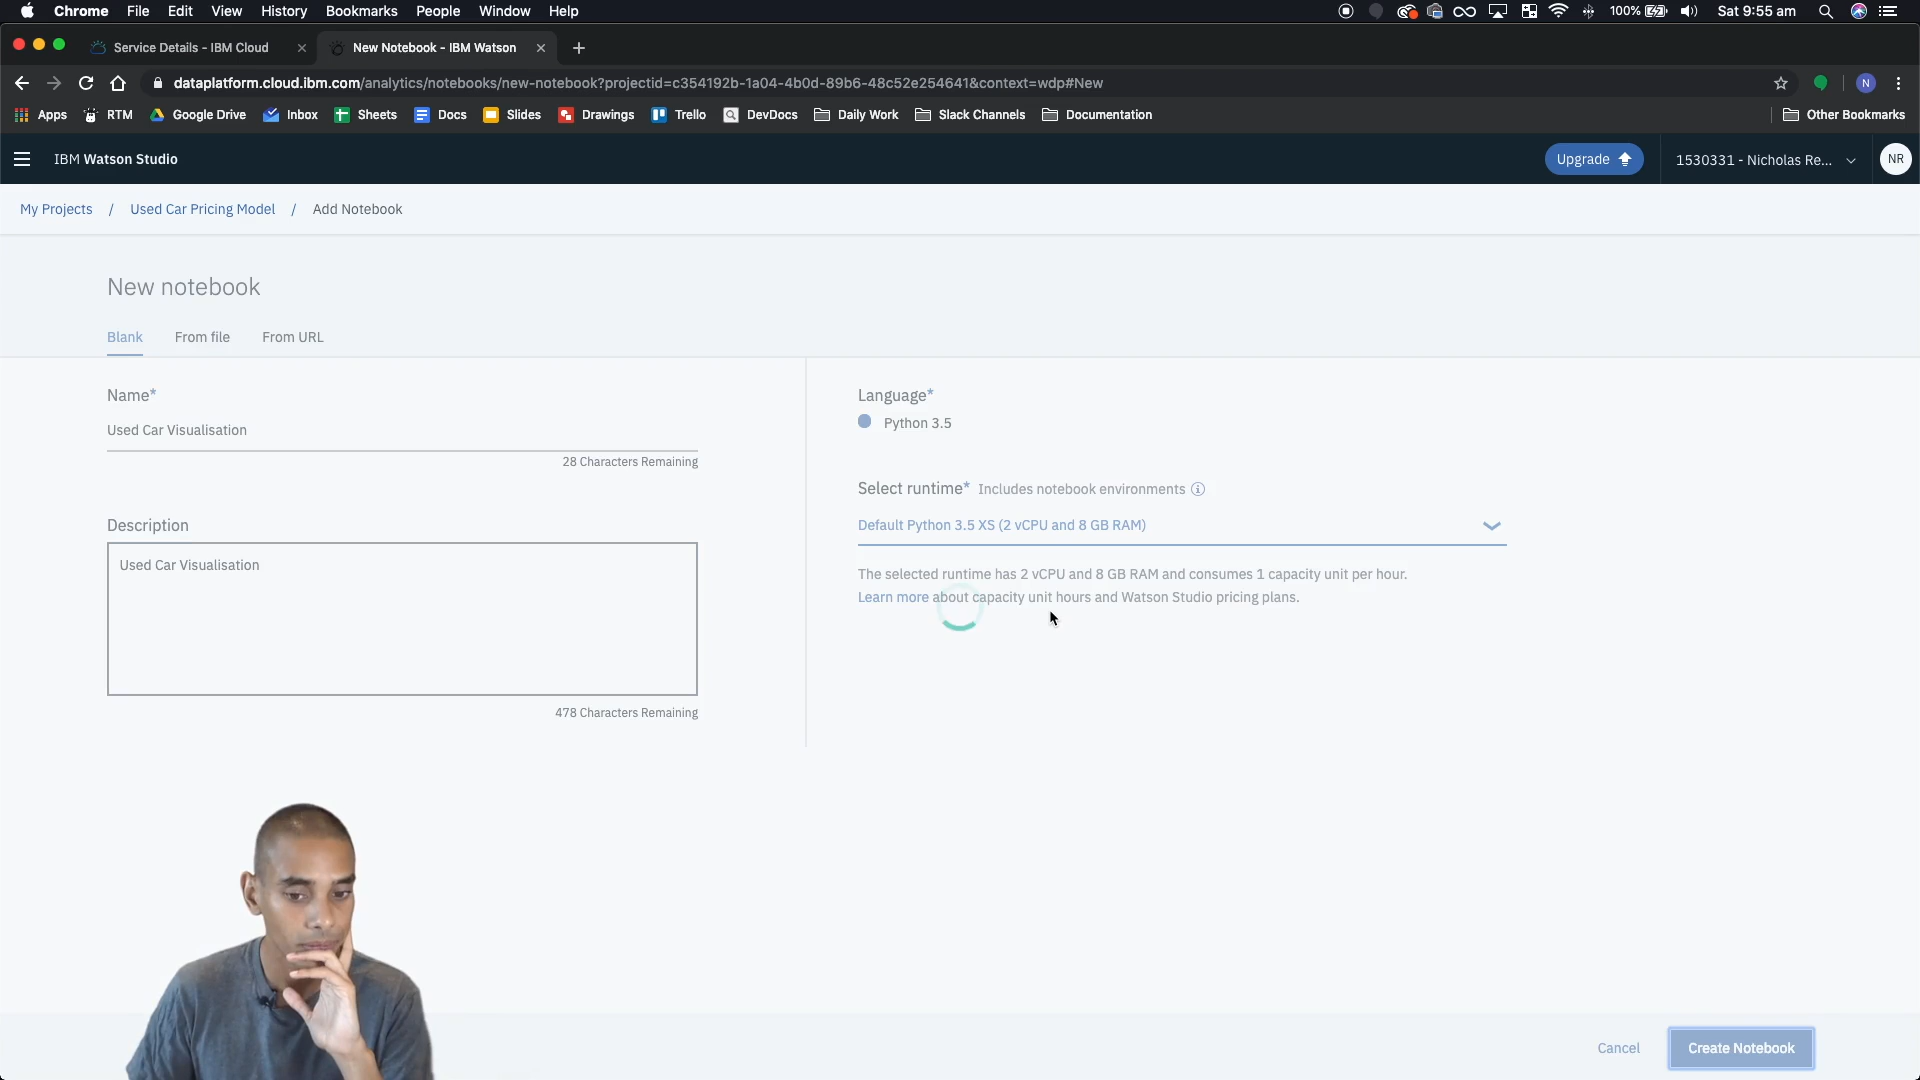 Chrome File Edit View History Bookmarks People Window Help 100% Sat 9:55 am
Service Details - IBM Cloud New Notebook - IBM Watson
dataplatform.cloud.ibm.com/analytics/notebooks/new-notebook?projectid=c354192b-1a04-4b0d-89b6-48c52e254641&context=wdp#New N
Apps RTM Google Drive Inbox Sheets Docs Slides Drawings Trello DevDocs Daily Work Slack Channels Documentation Other Bookmarks
IBM Watson Studio Upgrade 1530331 - Nicholas Re... NR
My Projects / Used Car Pricing Model / Add Notebook
New notebook
Blank From file From URL
Name*
Used Car Visualisation
28 Characters Remaining
Description
Used Car Visualisation
478 Characters Remaining
Language*
Python 3.5
Select runtime* Includes notebook environments
Default Python 3.5 XS (2 vCPU and 8 GB RAM)
The selected runtime has 2 vCPU and 8 GB RAM and consumes 1 capacity unit per hour.
Learn more about capacity unit hours and Watson Studio pricing plans.
Cancel Create Notebook